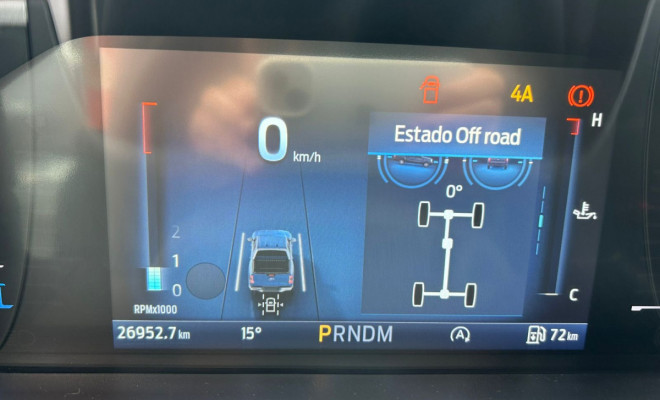 4A
H
Estado Off road
0 km/h
0°
2
1
0
C
RPMx1000
26952.7 km
15°
PRNDM
A
72 km